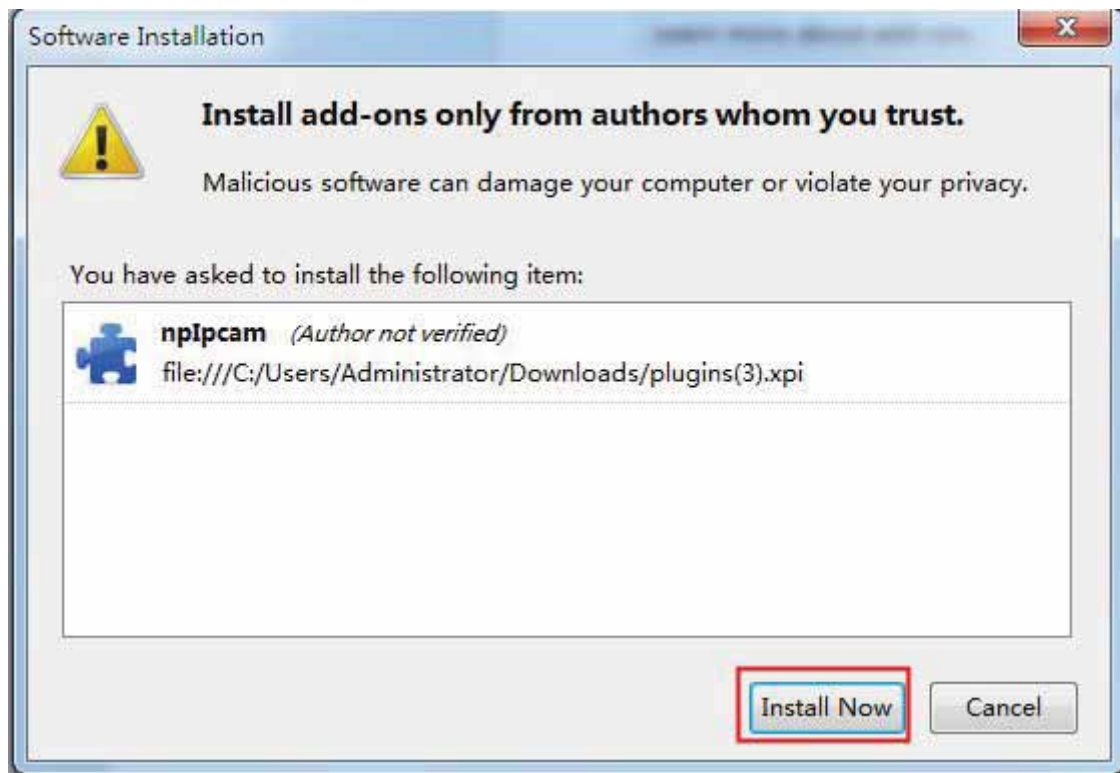 Software Installation
Install add-ons only from authors whom you trust.
Malicious software can damage your computer or violate your privacy.
You have asked to install the following item:
npIpcam (Author not verified)
file:///C:/Users/Administrator/Downloads/plugins(3).xpi
Install Now Cancel